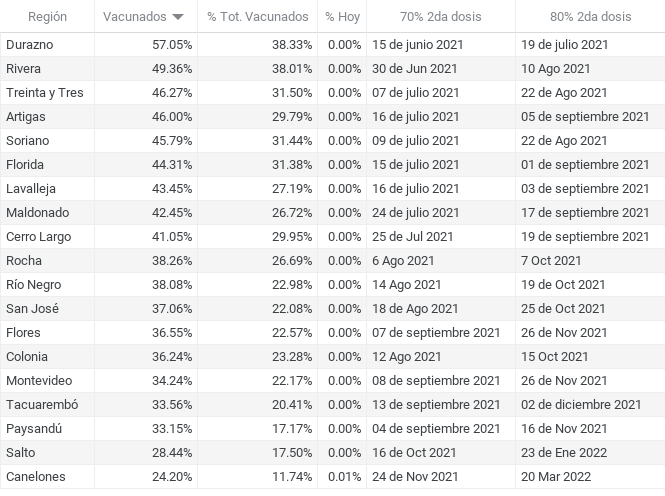 Región Vacunados % Tot. Vacunados % Hoy 70% 2da dosis 80% 2da dosis
Durazno 57.05% 38.33% 0.00% 15 de junio 2021 19 de julio 2021
Rivera 49.36% 38.01% 0.00% 30 de Jun 2021 10 Ago 2021
Treinta y Tres 46.27% 31.50% 0.00% 07 de julio 2021 22 de Ago 2021
Artigas 46.00% 29.79% 0.00% 16 de julio 2021 05 de septiembre 2021
Soriano 45.79% 31.44% 0.00% 09 de julio 2021 22 de Ago 2021
Florida 44.31% 31.38% 0.00% 15 de julio 2021 01 de septiembre 2021
Lavalleja 43.45% 27.19% 0.00% 16 de julio 2021 03 de septiembre 2021
Maldonado 42.45% 26.72% 0.00% 24 de julio 2021 17 de septiembre 2021
Cerro Largo 41.05% 29.95% 0.00% 25 de Jul 2021 19 de septiembre 2021
Rocha 38.26% 26.69% 0.00% 6 Ago 2021 7 Oct 2021
Río Negro 38.08% 22.98% 0.00% 14 Ago 2021 19 de Oct 2021
San José 37.06% 22.08% 0.00% 18 de Ago 2021 25 de Oct 2021
Flores 36.55% 22.57% 0.00% 07 de septiembre 2021 26 de Nov 2021
Colonia 36.24% 23.28% 0.00% 12 Ago 2021 15 Oct 2021
Montevideo 34.24% 22.17% 0.00% 08 de septiembre 2021 26 de Nov 2021
Tacuarembó 33.56% 20.41% 0.00% 13 de septiembre 2021 02 de diciembre 2021
Paysandú 33.15% 17.17% 0.00% 04 de septiembre 2021 16 de Nov 2021
Salto 28.44% 17.50% 0.00% 16 de Oct 2021 23 de Ene 2022
Canelones 24.20% 11.74% 0.01% 24 de Nov 2021 20 Mar 2022